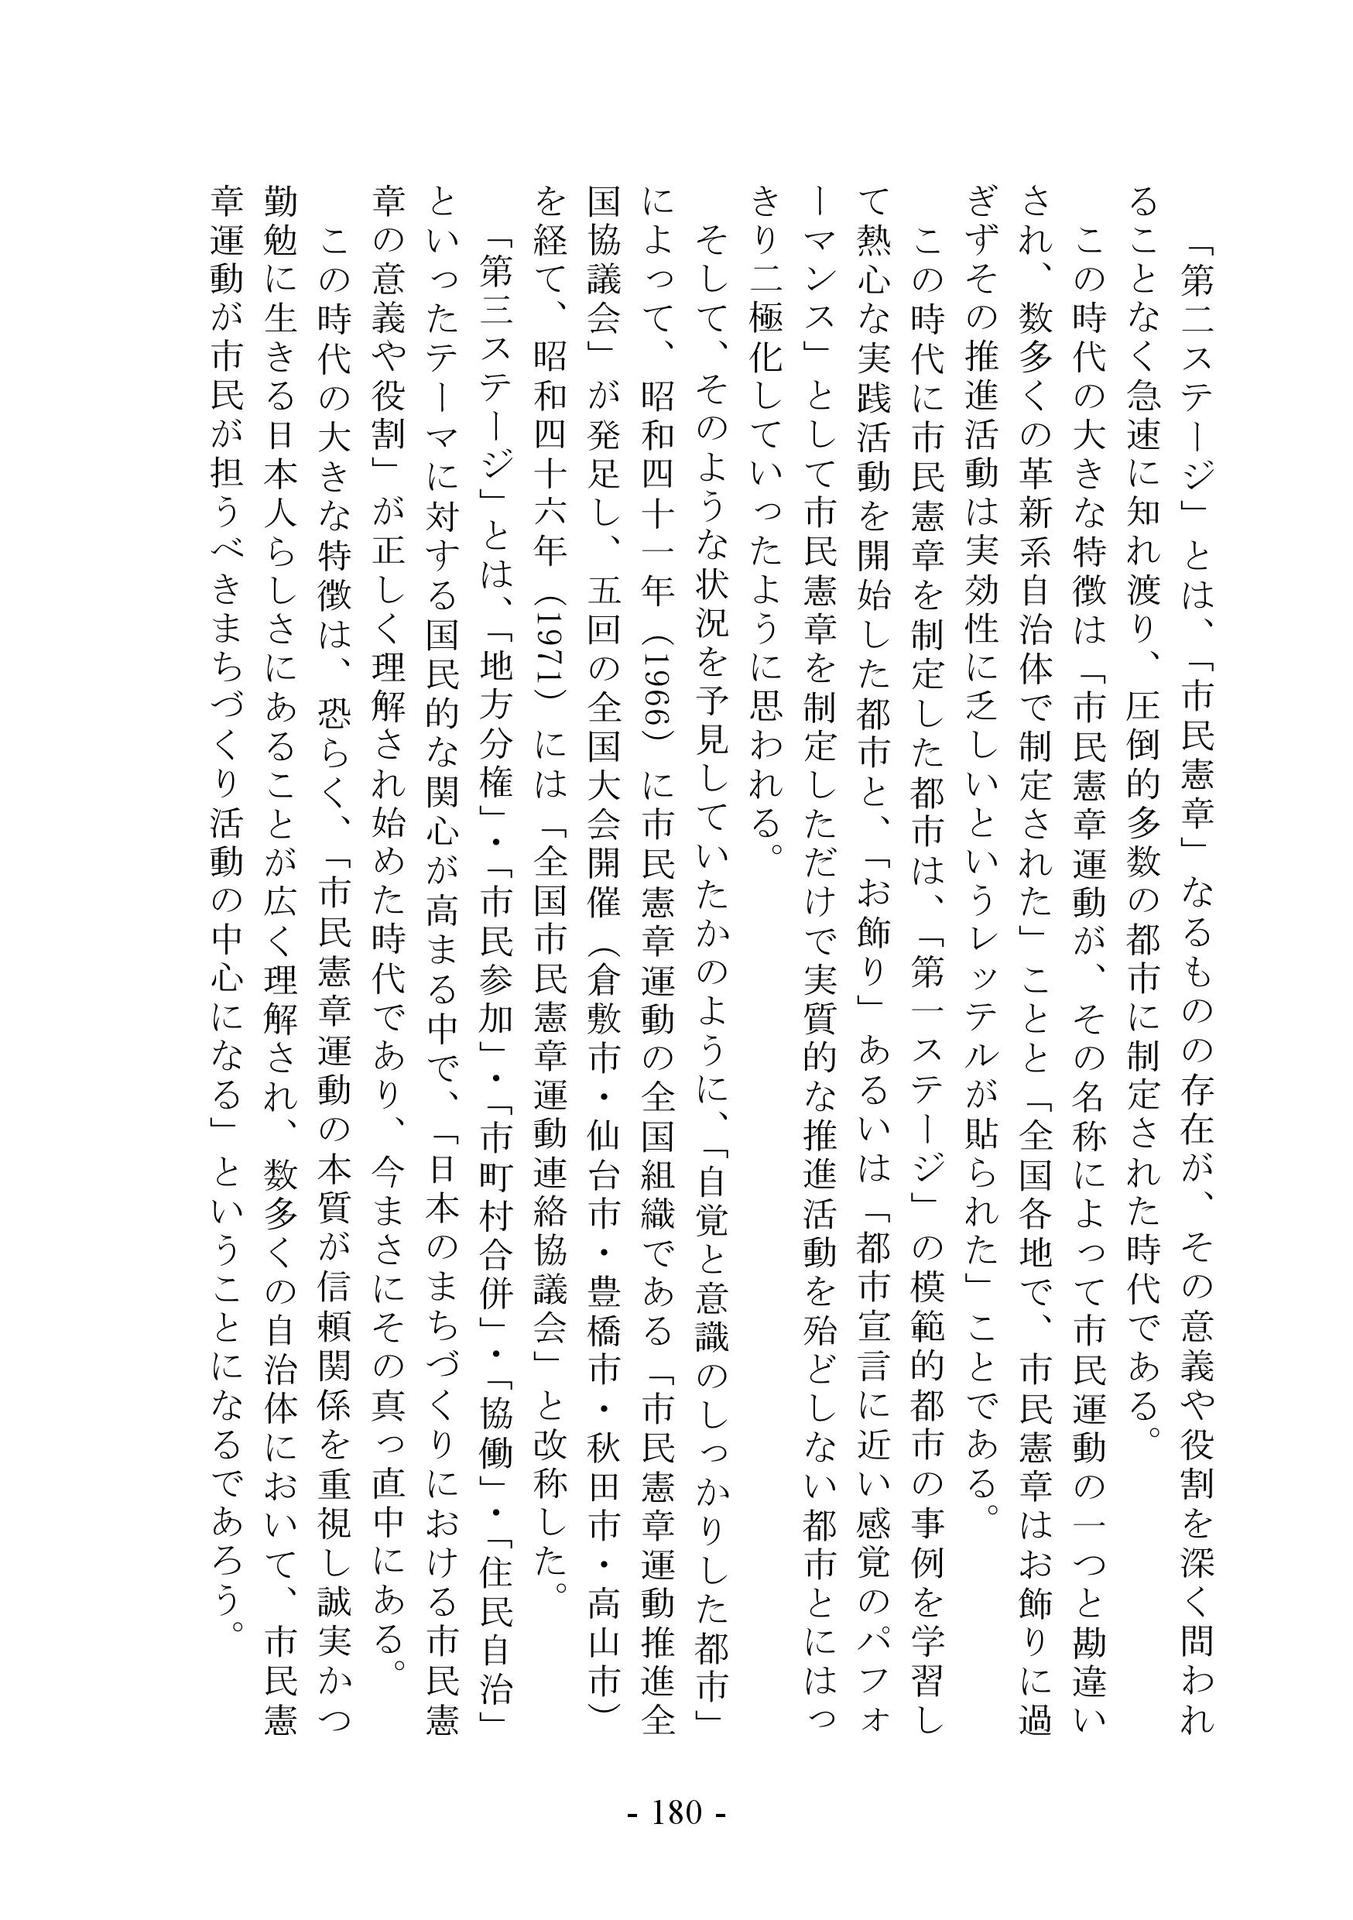 「第二ステージ」とは、「市民憲章」なるものの存在が、その意義や役割を深く問われ
ることなく急速に知れ渡り、圧倒的多数の都市に制定された時代である。
この時代の大きな特徴は「市民憲章運動が、その名称によって市民運動の一つと勘違い
され、数多くの革新系自治体で制定された」ことと「全国各地で、市民憲章はお飾りに過
ぎずその推進活動は実効性に乏しいというレッテルが貼られた」ことである。
この時代に市民憲章を制定した都市は、「第一ステージ」の模範的都市の事例を学習し
て熱心な実践活動を開始した都市と、「お飾り」あるいは「都市宣言に近い感覚のパフォ
ーマンス」として市民憲章を制定しただけで実質的な推進活動を殆どしない都市とにはっ
きり二極化していったように思われる。
そして、そのような状況を予見していたかのように、「自覚と意識のしっかりした都市」
によって、昭和四十一年（1966）に市民憲章運動の全国組織である「市民憲章運動推進全
国協議会」が発足し、五回の全国大会開催（倉敷市・仙台市・豊橋市・秋田市・高山市）
を経て、昭和四十六年（1971）には「全国市民憲章運動連絡協議会」と改称した。
「第三ステージ」とは、「地方分権」・「市民参加」・「市町村合併」・「協働」・「住民自治」
といったテーマに対する国民的な関心が高まる中で、「日本のまちづくりにおける市民憲
章の意義や役割」が正しく理解され始めた時代であり、今まさにその真っ直中にある。
この時代の大きな特徴は、恐らく、「市民憲章運動の本質が信頼関係を重視し誠実かつ
勤勉に生きる日本人らしさにあることが広く理解され、数多くの自治体において、市民憲
章運動が市民が担うべきまちづくり活動の中心になる」ということになるであろう。
- 180 -